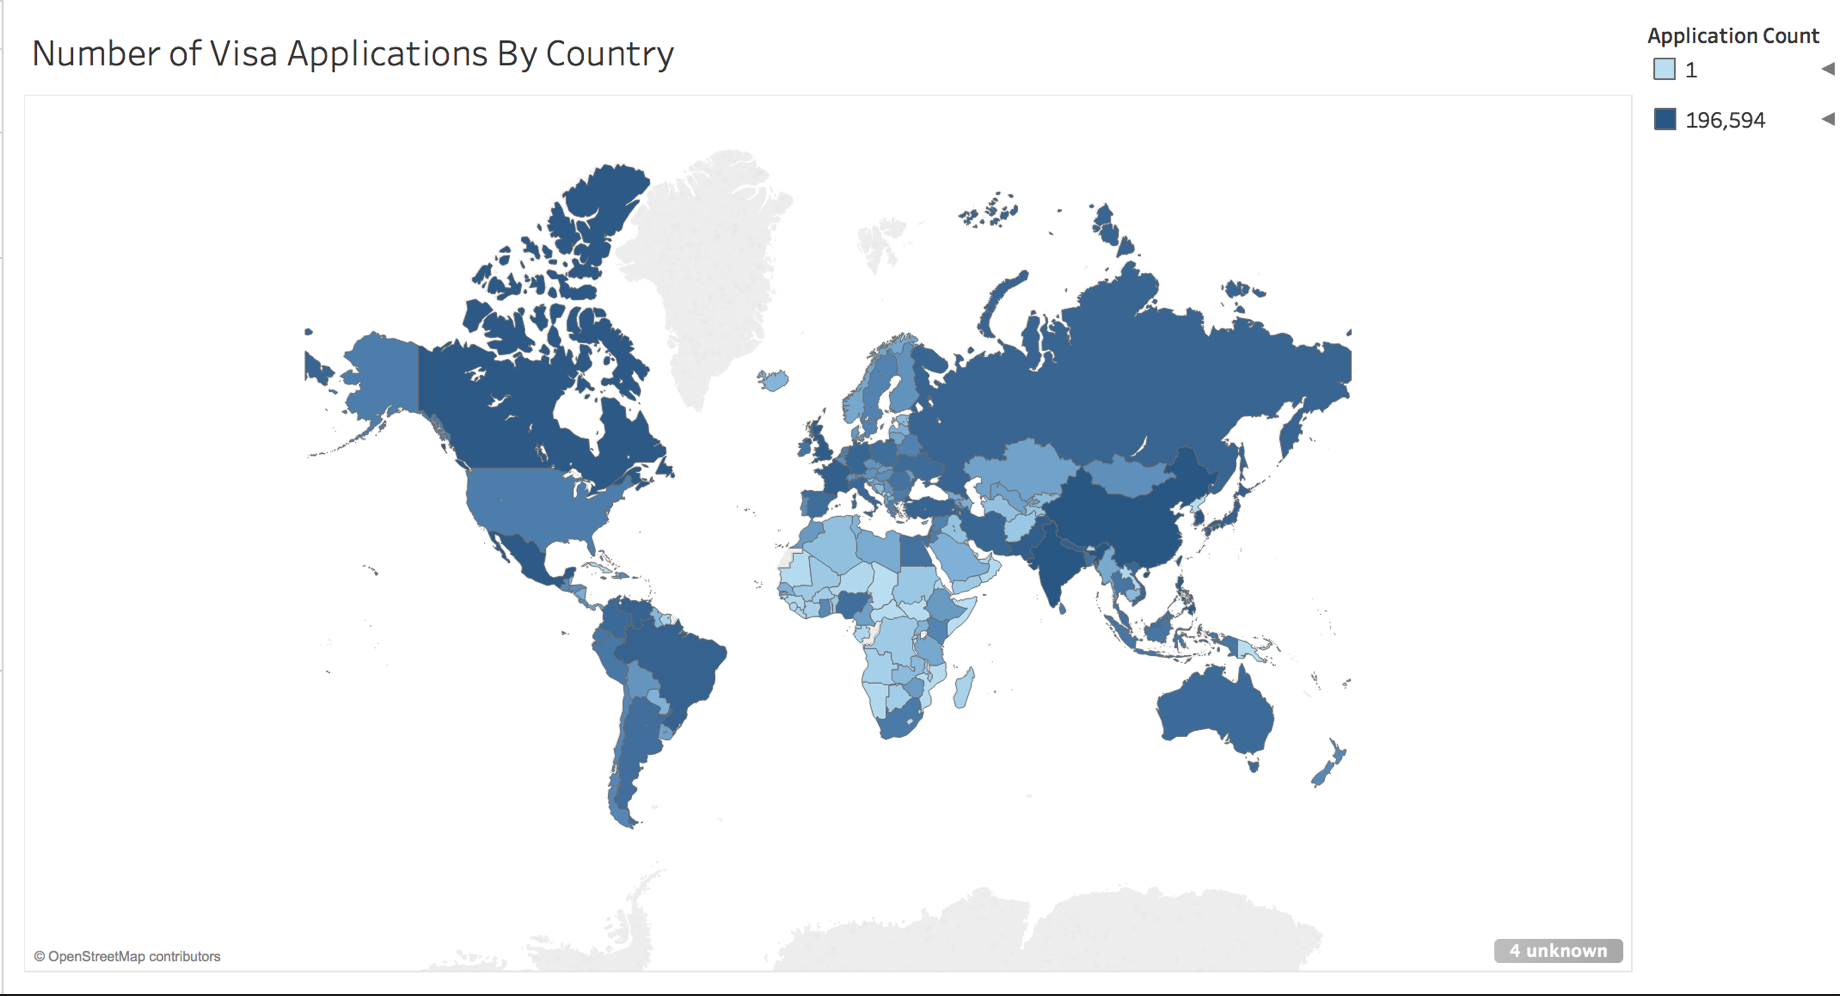 Number of Visa Applications By Country
Application Count
1
196,594
© OpenStreetMap contributors
4 unknown